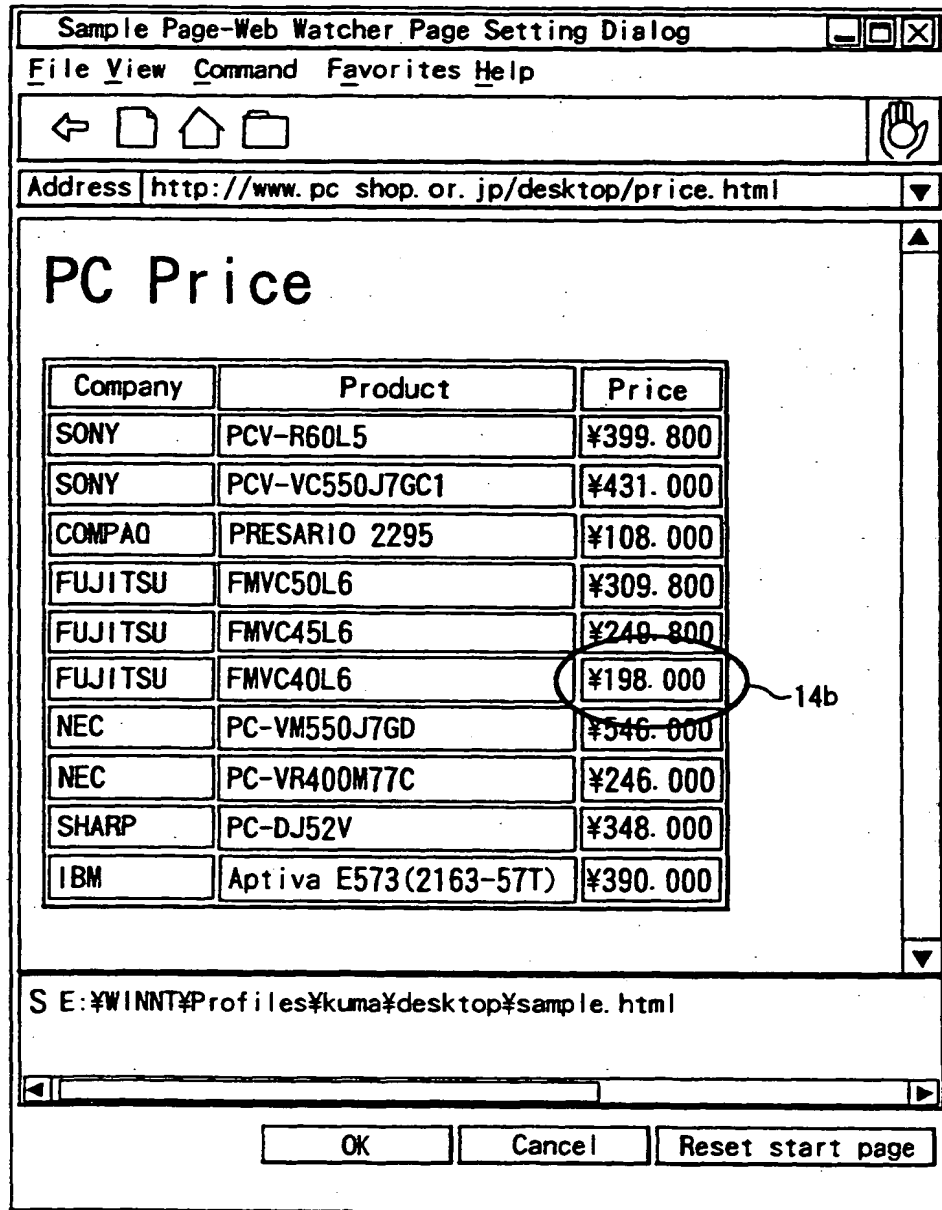 Sample Page-Web Watcher Page Setting Dialog
File View Command Favorites Help
Address http://www.pc shop.or.jp/desktop/price.html
PC Price
Company Product Price
SONY PCV-R60L5 ¥399.800
SONY PCV-VC550J7GC1 ¥431.000
COMPAQ PRESARIO 2295 ¥108.000
FUJITSU FMVC50L6 ¥309.800
FUJITSU FMVC45L6 ¥249.800
FUJITSU FMVC40L6 ¥198.000 14b
NEC PC-VM550J7GD ¥546.000
NEC PC-VR400M77C ¥246.000
SHARP PC-DJ52V ¥348.000
IBM Aptiva E573(2163-57T) ¥390.000
S E:¥WINNT¥Profiles¥kuma¥desktop¥sample.html
OK Cancel Reset start page